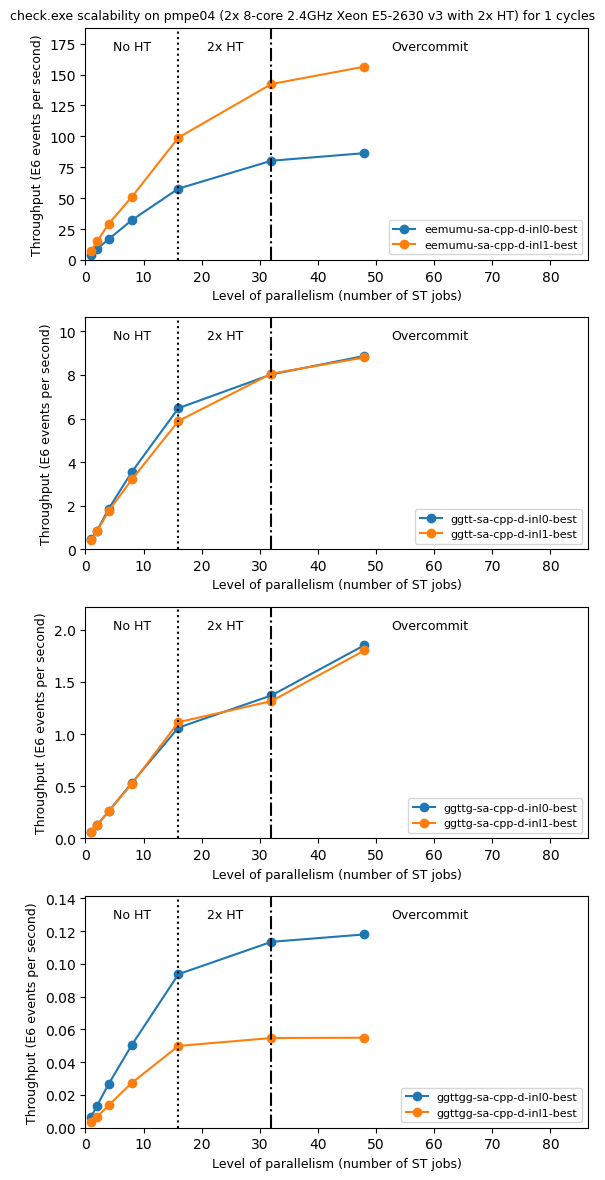 check.exe scalability on pmpe04 (2x 8-core 2.4GHz Xeon E5-2630 v3 with 2x HT) for 1 cycles
No HT 2x HT Overcommit
175
150
125
100
75
50
25
0
Throughput (E6 events per second)
eemumu-sa-cpp-d-inl0-best
eemumu-sa-cpp-d-inl1-best
0 10 20 30 40 50 60 70 80
Level of parallelism (number of ST jobs)
No HT 2x HT Overcommit
10
8
6
4
2
0
Throughput (E6 events per second)
ggtt-sa-cpp-d-inl0-best
ggtt-sa-cpp-d-inl1-best
0 10 20 30 40 50 60 70 80
Level of parallelism (number of ST jobs)
No HT 2x HT Overcommit
2.0
1.5
1.0
0.5
0.0
Throughput (E6 events per second)
ggttg-sa-cpp-d-inl0-best
ggttg-sa-cpp-d-inl1-best
0 10 20 30 40 50 60 70 80
Level of parallelism (number of ST jobs)
No HT 2x HT Overcommit
0.14
0.12
0.10
0.08
0.06
0.04
0.02
0.00
Throughput (E6 events per second)
ggttgg-sa-cpp-d-inl0-best
ggttgg-sa-cpp-d-inl1-best
0 10 20 30 40 50 60 70 80
Level of parallelism (number of ST jobs)